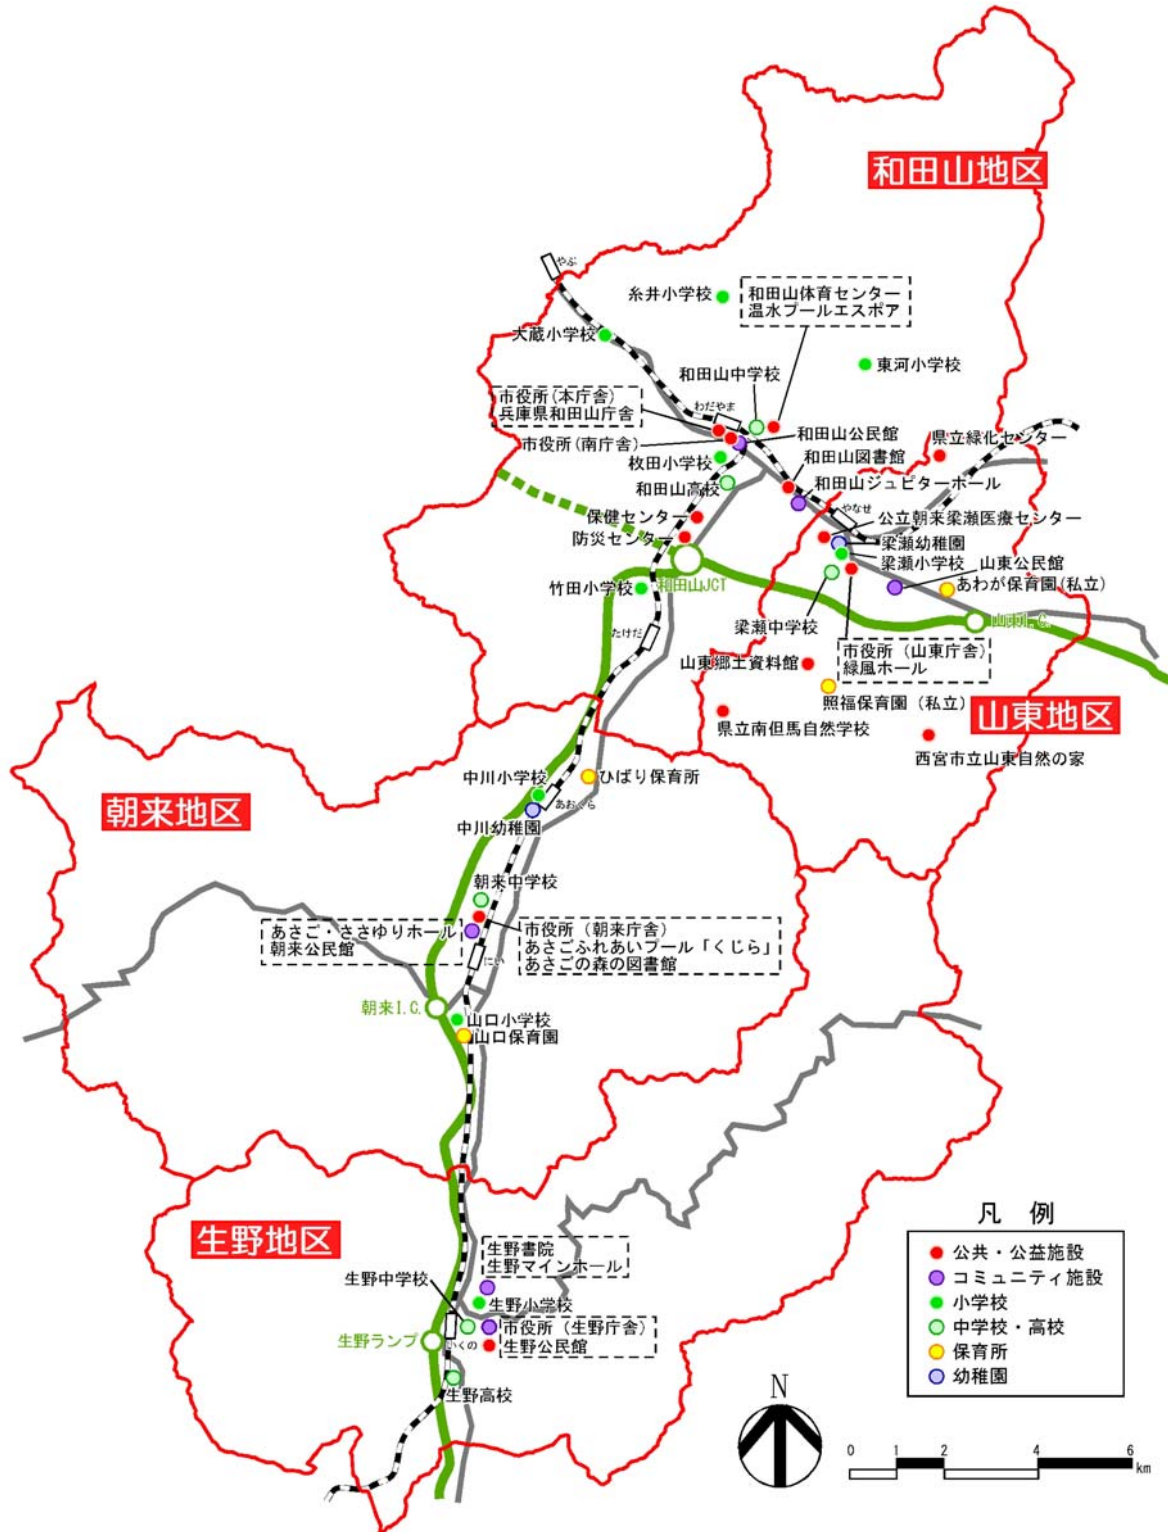 和田山地区
やぶ
糸井小学校
和田山体育センター
温水プールエスポア
大蔵小学校
東河小学校
和田山中学校
市役所(本庁舎)
兵庫県和田山庁舎
わだやま
市役所(南庁舎)
和田山公民館
県立緑化センター
枚田小学校
和田山図書館
和田山高校
和田山ジュピターホール
やなせ
保健センター
公立朝来梁瀬医療センター
防災センター
梁瀬幼稚園
梁瀬小学校
山東公民館
和田山JCT
あわが保育園(私立)
竹田小学校
たけだ
梁瀬中学校
山東I.C.
市役所(山東庁舎)
緑風ホール
山東郷土資料館
照福保育園(私立)
山東地区
県立南但馬自然学校
西宮市立山東自然の家
中川小学校
ひばり保育所
あおくら
朝来地区
中川幼稚園
朝来中学校
あさご・ささゆりホール
朝来公民館
市役所(朝来庁舎)
あさごふれあいプール「くじら」
あさごの森の図書館
にい
朝来I.C.
山口小学校
山口保育園
生野地区
生野書院
生野マインホール
生野中学校
生野小学校
市役所(生野庁舎)
生野公民館
生野ランプ
いくの
生野高校
凡 例
公共・公益施設
コミュニティ施設
小学校
中学校・高校
保育所
幼稚園
N
0 1 2 4 6
km